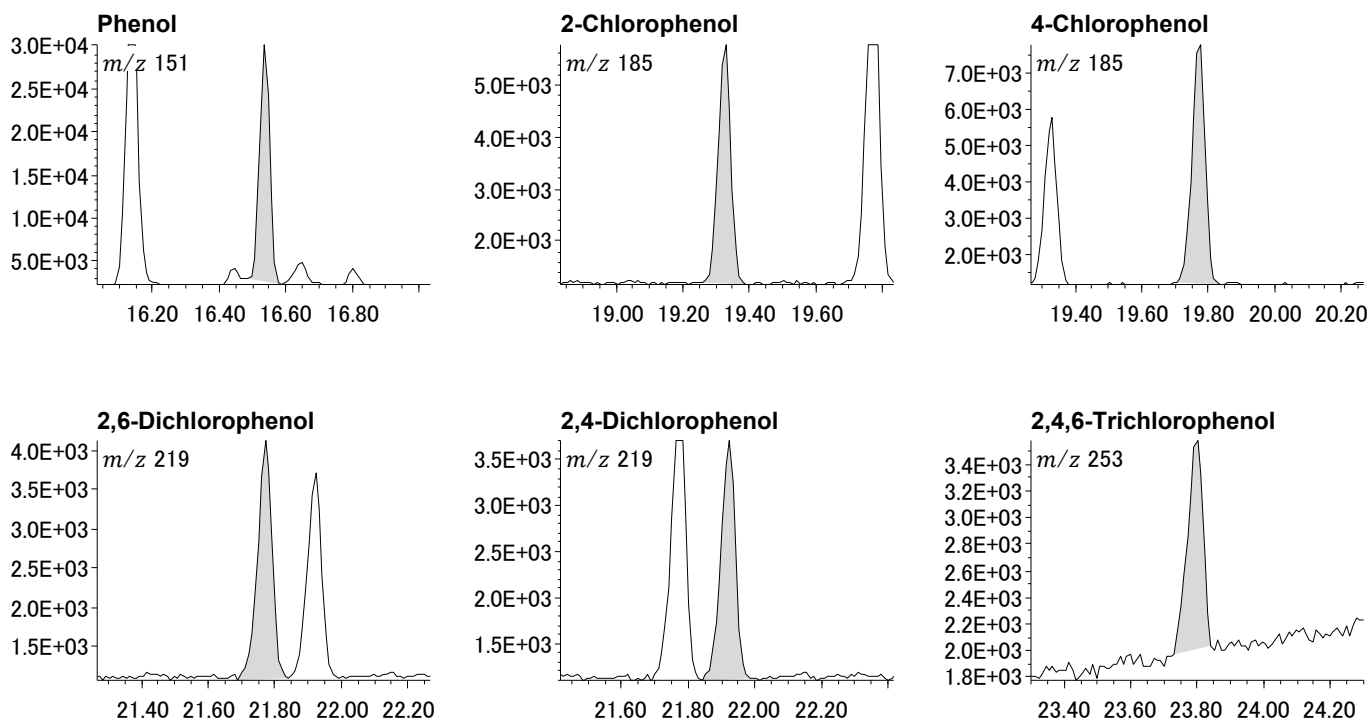 Phenol
m/z 151
3.0E+04
2.5E+04
2.0E+04
1.5E+04
1.0E+04
5.0E+03
16.20 16.40 16.60 16.80
2-Chlorophenol
m/z 185
5.0E+03
4.0E+03
3.0E+03
2.0E+03
19.00 19.20 19.40 19.60
4-Chlorophenol
m/z 185
7.0E+03
6.0E+03
5.0E+03
4.0E+03
3.0E+03
2.0E+03
19.40 19.60 19.80 20.00 20.20
2,6-Dichlorophenol
m/z 219
4.0E+03
3.5E+03
3.0E+03
2.5E+03
2.0E+03
1.5E+03
21.40 21.60 21.80 22.00 22.20
2,4-Dichlorophenol
m/z 219
3.5E+03
3.0E+03
2.5E+03
2.0E+03
1.5E+03
21.60 21.80 22.00 22.20
2,4,6-Trichlorophenol
m/z 253
3.4E+03
3.2E+03
3.0E+03
2.8E+03
2.6E+03
2.4E+03
2.2E+03
2.0E+03
1.8E+03
23.40 23.60 23.80 24.00 24.20